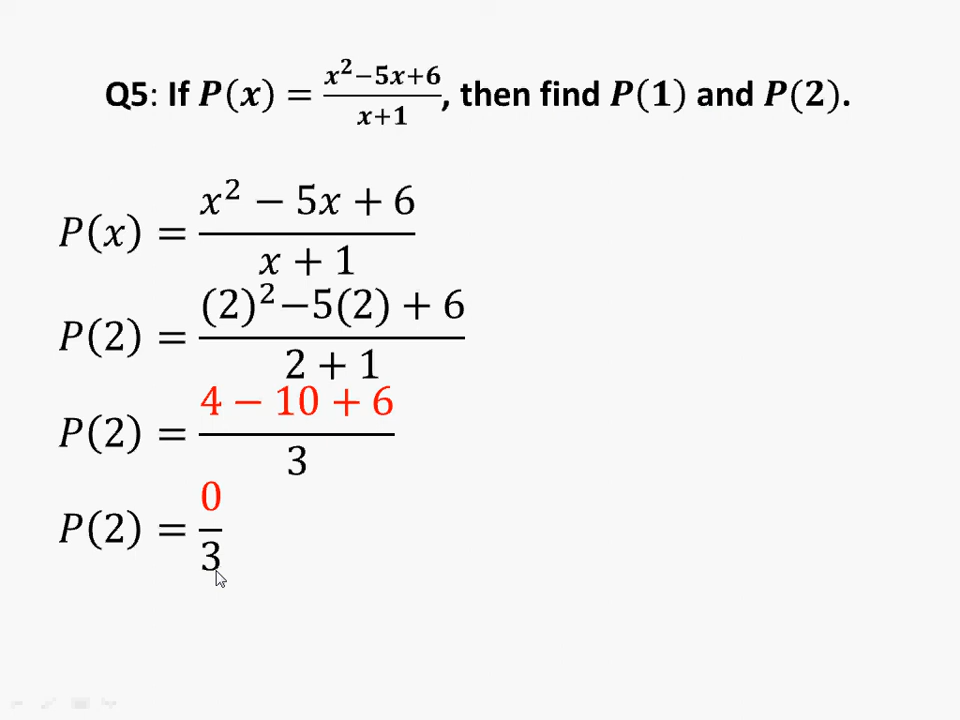 Q5: If P(x) = (x²−5x+6)/(x+1), then find P(1) and P(2).
P(x) = (x² − 5x + 6)/(x + 1)
P(2) = ((2)²−5(2) + 6)/(2 + 1)
P(2) = (4 − 10 + 6)/3
P(2) = 0/3